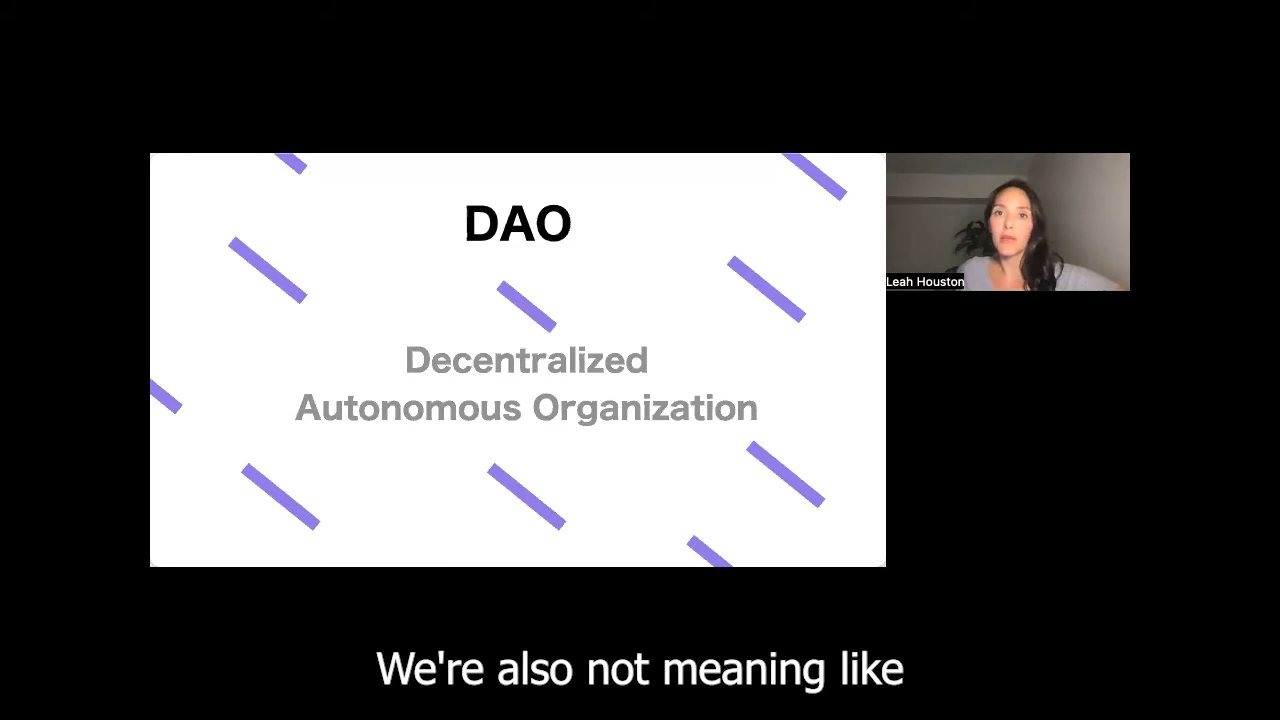 DAO
Decentralized
Autonomous Organization
Leah Houston
We're also not meaning like